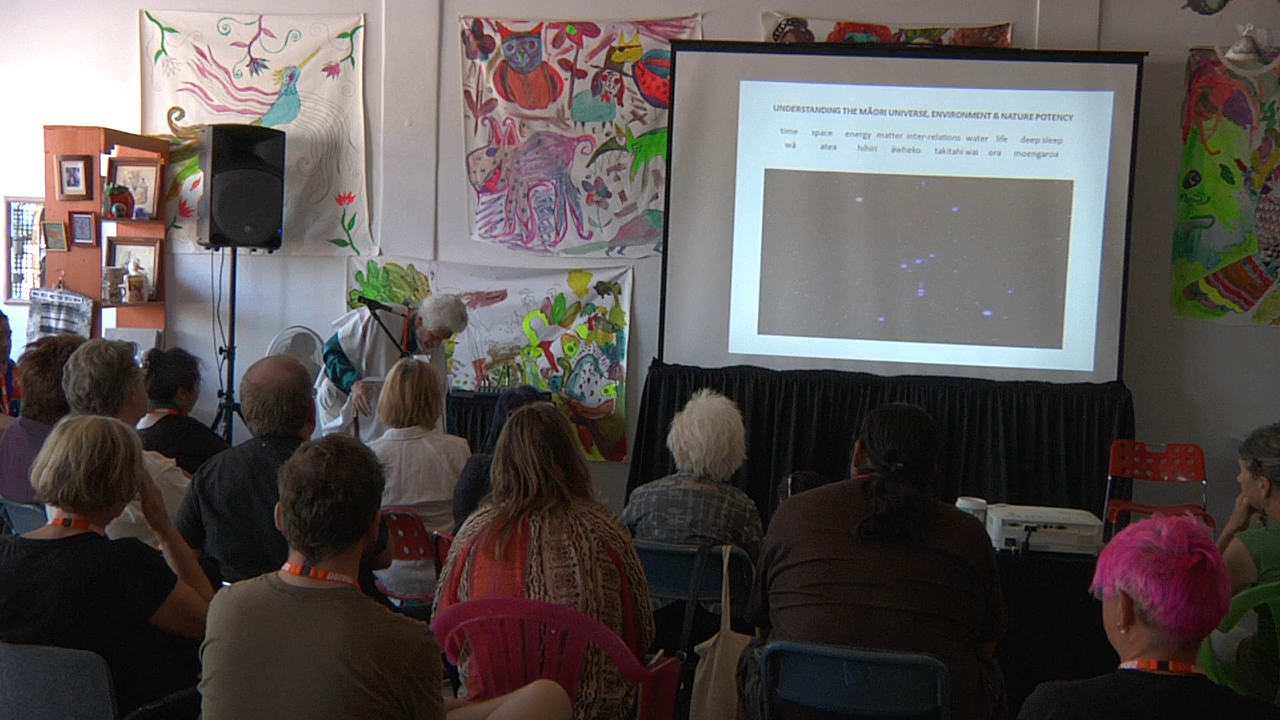 UNDERSTANDING THE MĀORI UNIVERSE, ENVIRONMENT & NATURE POTENCY
time space energy matter inter-relations water life deep sleep
wā atea hihiri āwheko takitahi wai ora moengaroa